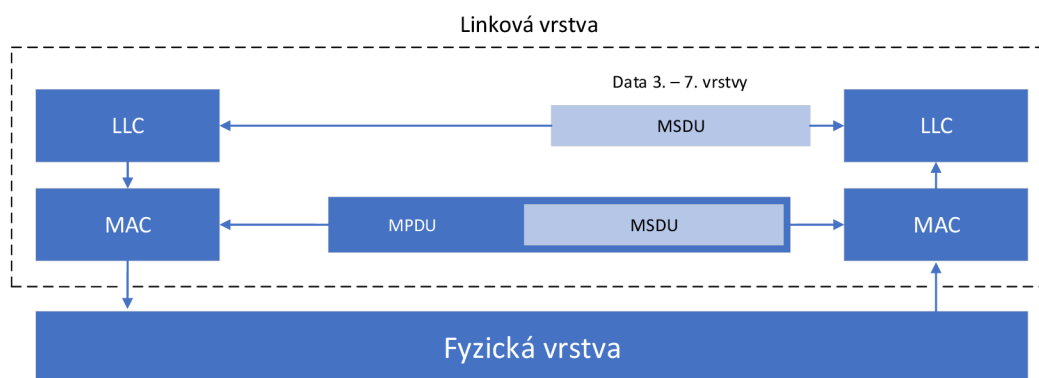 Linková vrstva
Data 3. – 7. vrstvy
LLC
MSDU
LLC
MAC
MPDU
MSDU
MAC
Fyzická vrstva